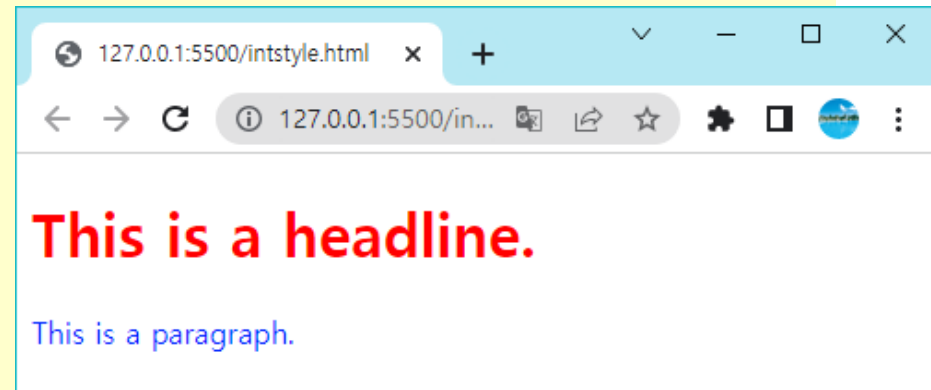 127.0.0.1:5500/intstyle.html
127.0.0.1:5500/in...
This is a headline.
This is a paragraph.